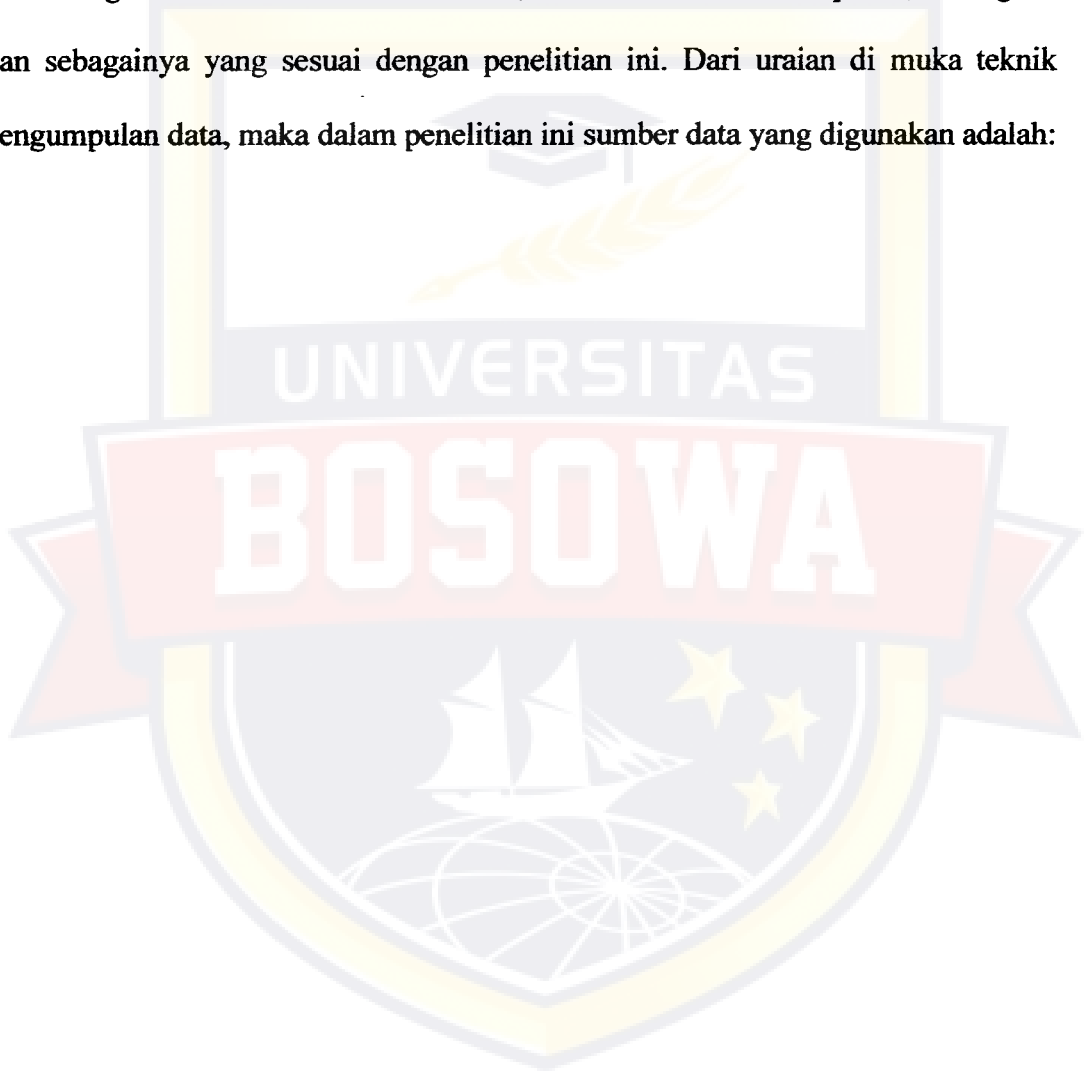 an sebagainya yang sesuai dengan penelitian ini. Dari uraian di muka teknik
engumpulan data, maka dalam penelitian ini sumber data yang digunakan adalah:
UNIVERSITAS
BOSOWA